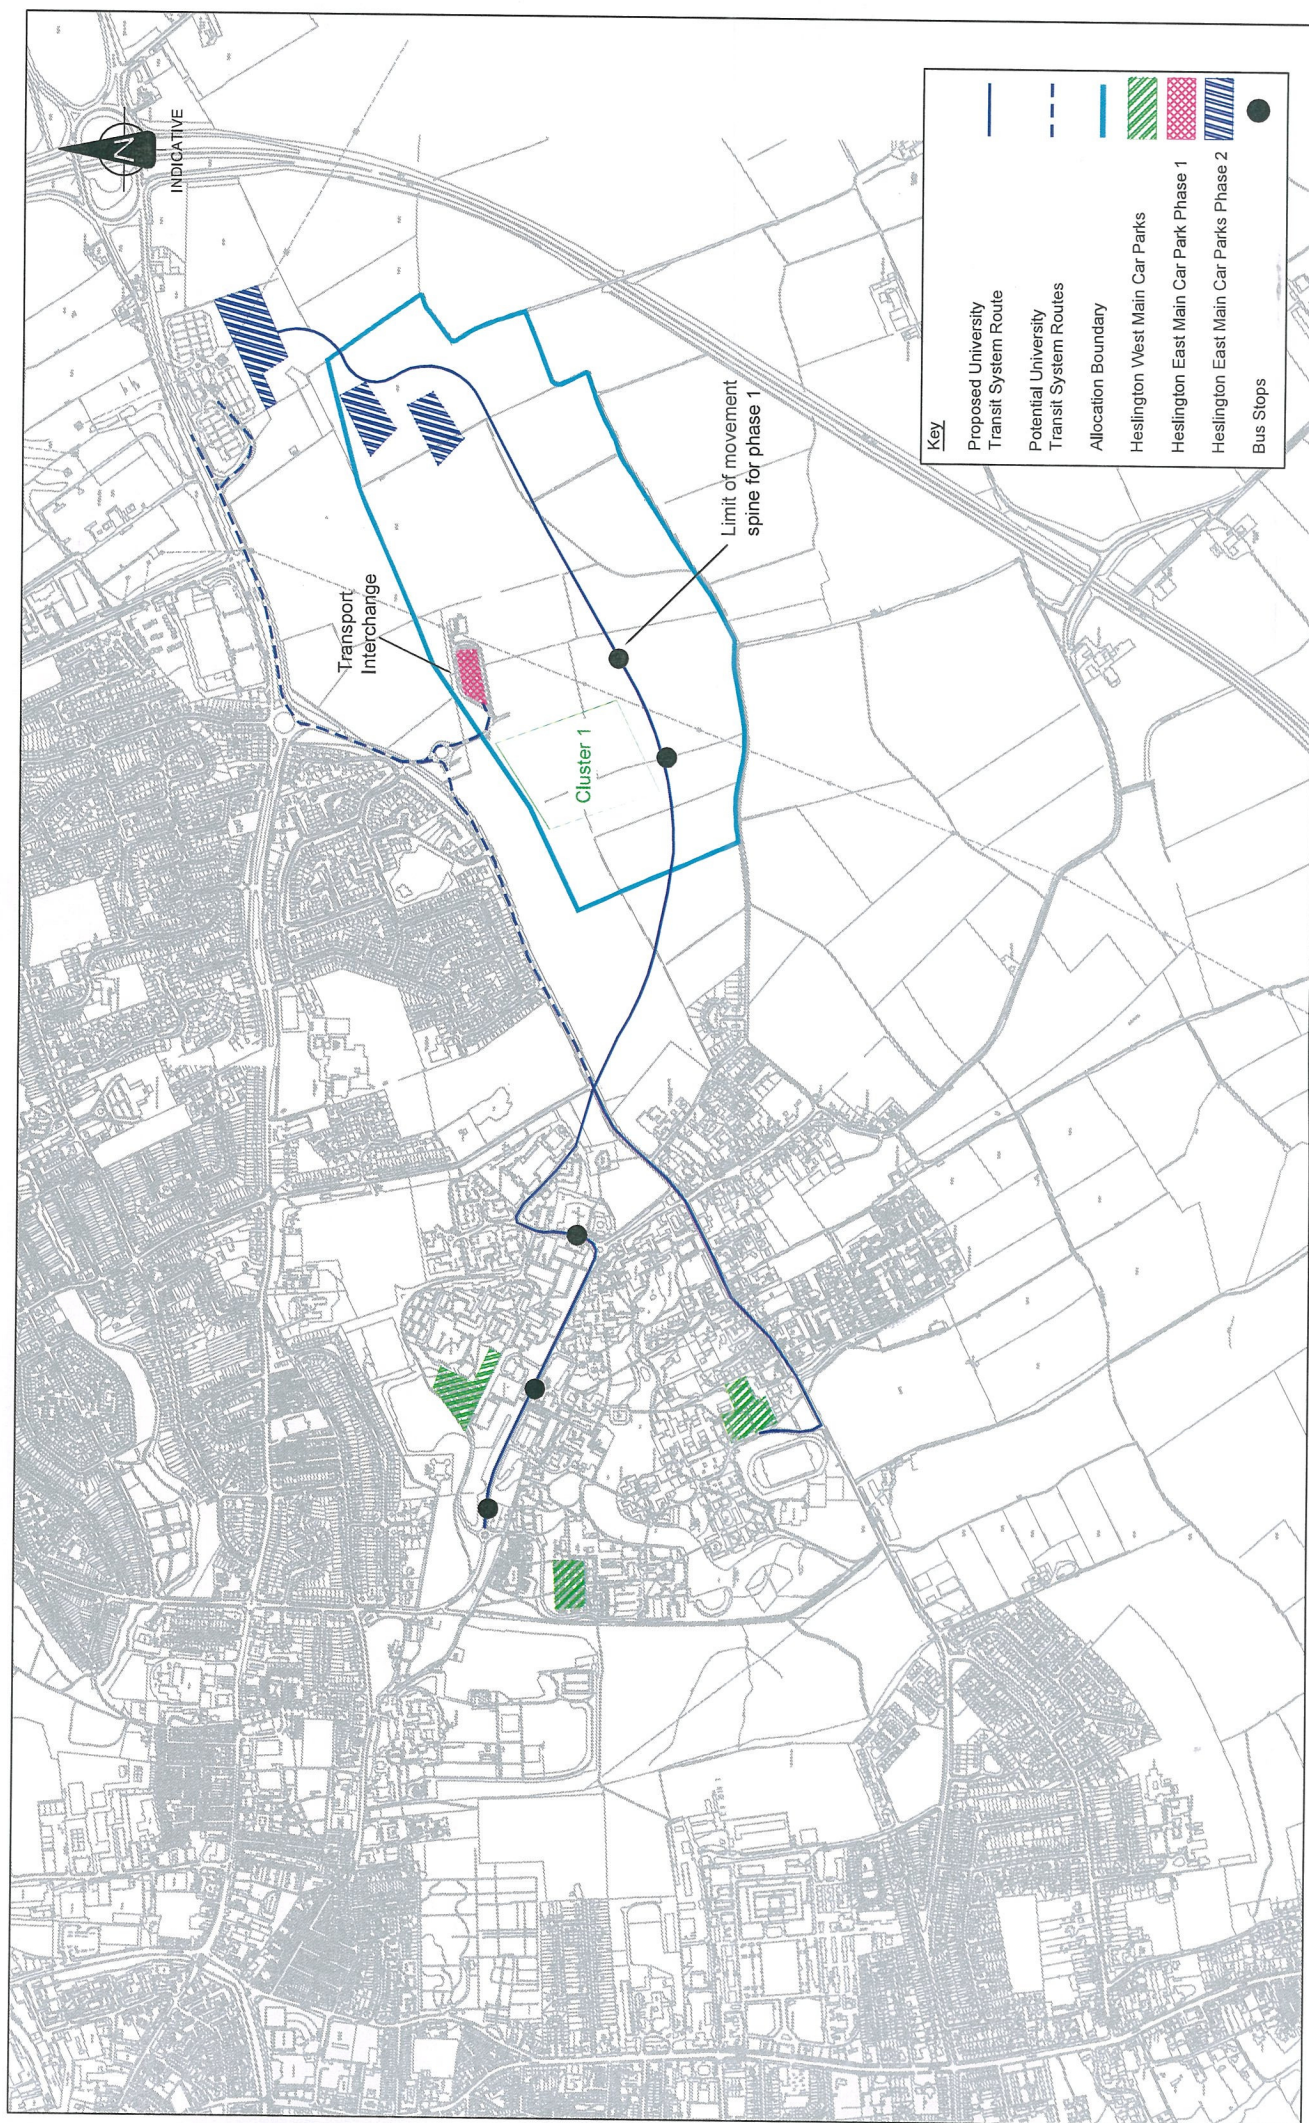 INDICATIVE
N
Transport
Interchange
Cluster 1
Limit of movement
spine for phase 1
Key
Proposed University
Transit System Route
Potential University
Transit System Routes
Allocation Boundary
Heslington West Main Car Parks
Heslington East Main Car Park Phase 1
Heslington East Main Car Parks Phase 2
Bus Stops